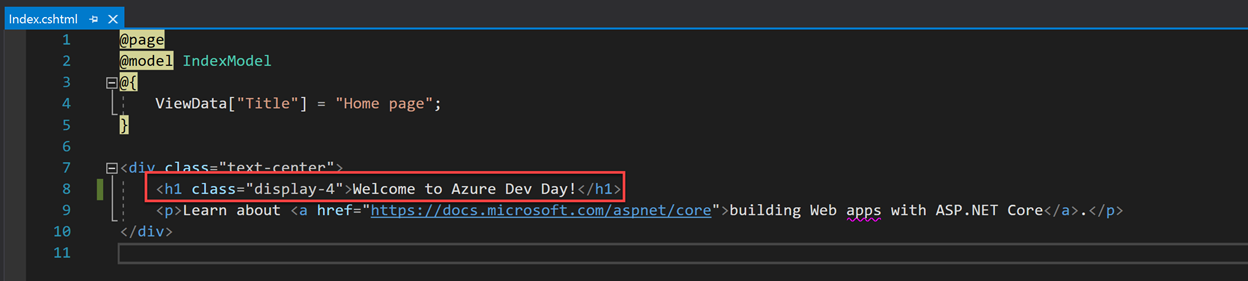 Index.cshtml
1 @page
2 @model IndexModel
3 @{
4 ViewData["Title"] = "Home page";
5 }
6
7 <div class="text-center">
8 <h1 class="display-4">Welcome to Azure Dev Day!</h1>
9 <p>Learn about <a href="https://docs.microsoft.com/aspnet/core">building Web apps with ASP.NET Core</a>.</p>
10 </div>
11